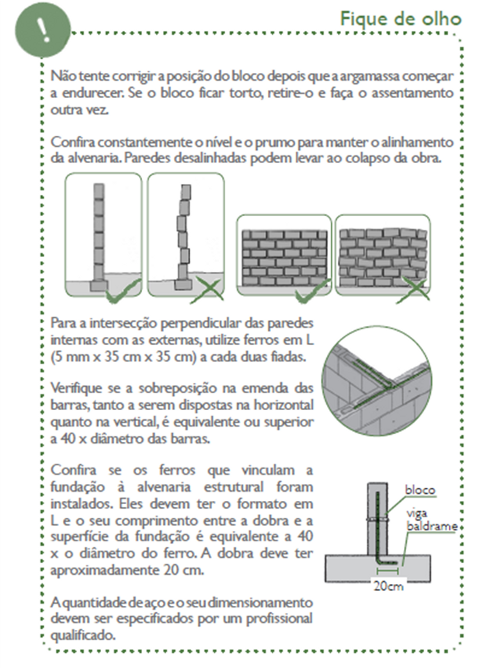 !
Fique de olho
Não tente corrigir a posição do bloco depois que a argamassa começar
a endurecer. Se o bloco ficar torto, retire-o e faça o assentamento
outra vez.
Confira constantemente o nível e o prumo para manter o alinhamento
da alvenaria. Paredes desalinhadas podem levar ao colapso da obra.
Para a intersecção perpendicular das paredes
internas com as externas, utilize ferros em L
(5 mm x 35 cm x 35 cm) a cada duas fiadas.
Verifique se a sobreposição na emenda das
barras, tanto a serem dispostas na horizontal
quanto na vertical, é equivalente ou superior
a 40 x diâmetro das barras.
Confira se os ferros que vinculam a
fundação à alvenaria estrutural foram
instalados. Eles devem ter o formato em
L e o seu comprimento entre a dobra e a
superfície da fundação é equivalente a 40
x o diâmetro do ferro. A dobra deve ter
aproximadamente 20 cm.
bloco
viga
baldrame
20cm
A quantidade de aço e o seu dimensionamento
devem ser especificados por um profissional
qualificado.